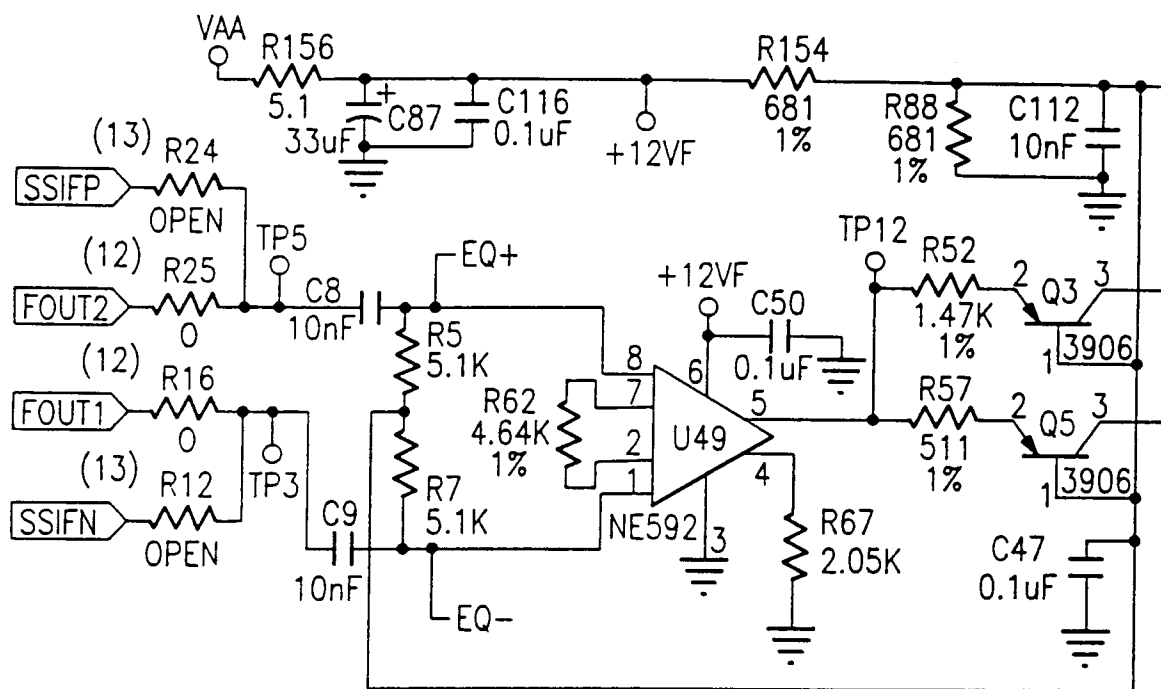 VAA
R156
5.1
+
C87
33uF
C116
0.1uF
+12VF
R154
681
1%
R88
681
1%
C112
10nF
(13)
R24
SSIFP
OPEN
(12)
R25
FOUT2
0
TP5
C8
10nF
EQ+
R5
5.1K
(12)
R16
FOUT1
0
(13)
R12
SSIFN
OPEN
TP3
C9
10nF
R7
5.1K
EQ-
R62
4.64K
1%
8
7
2
1
6
5
4
3
U49
NE592
+12VF
C50
0.1uF
R67
2.05K
TP12
R52
1.47K
1%
2
Q3
3
1
3906
R57
511
1%
2
Q5
3
1
3906
C47
0.1uF